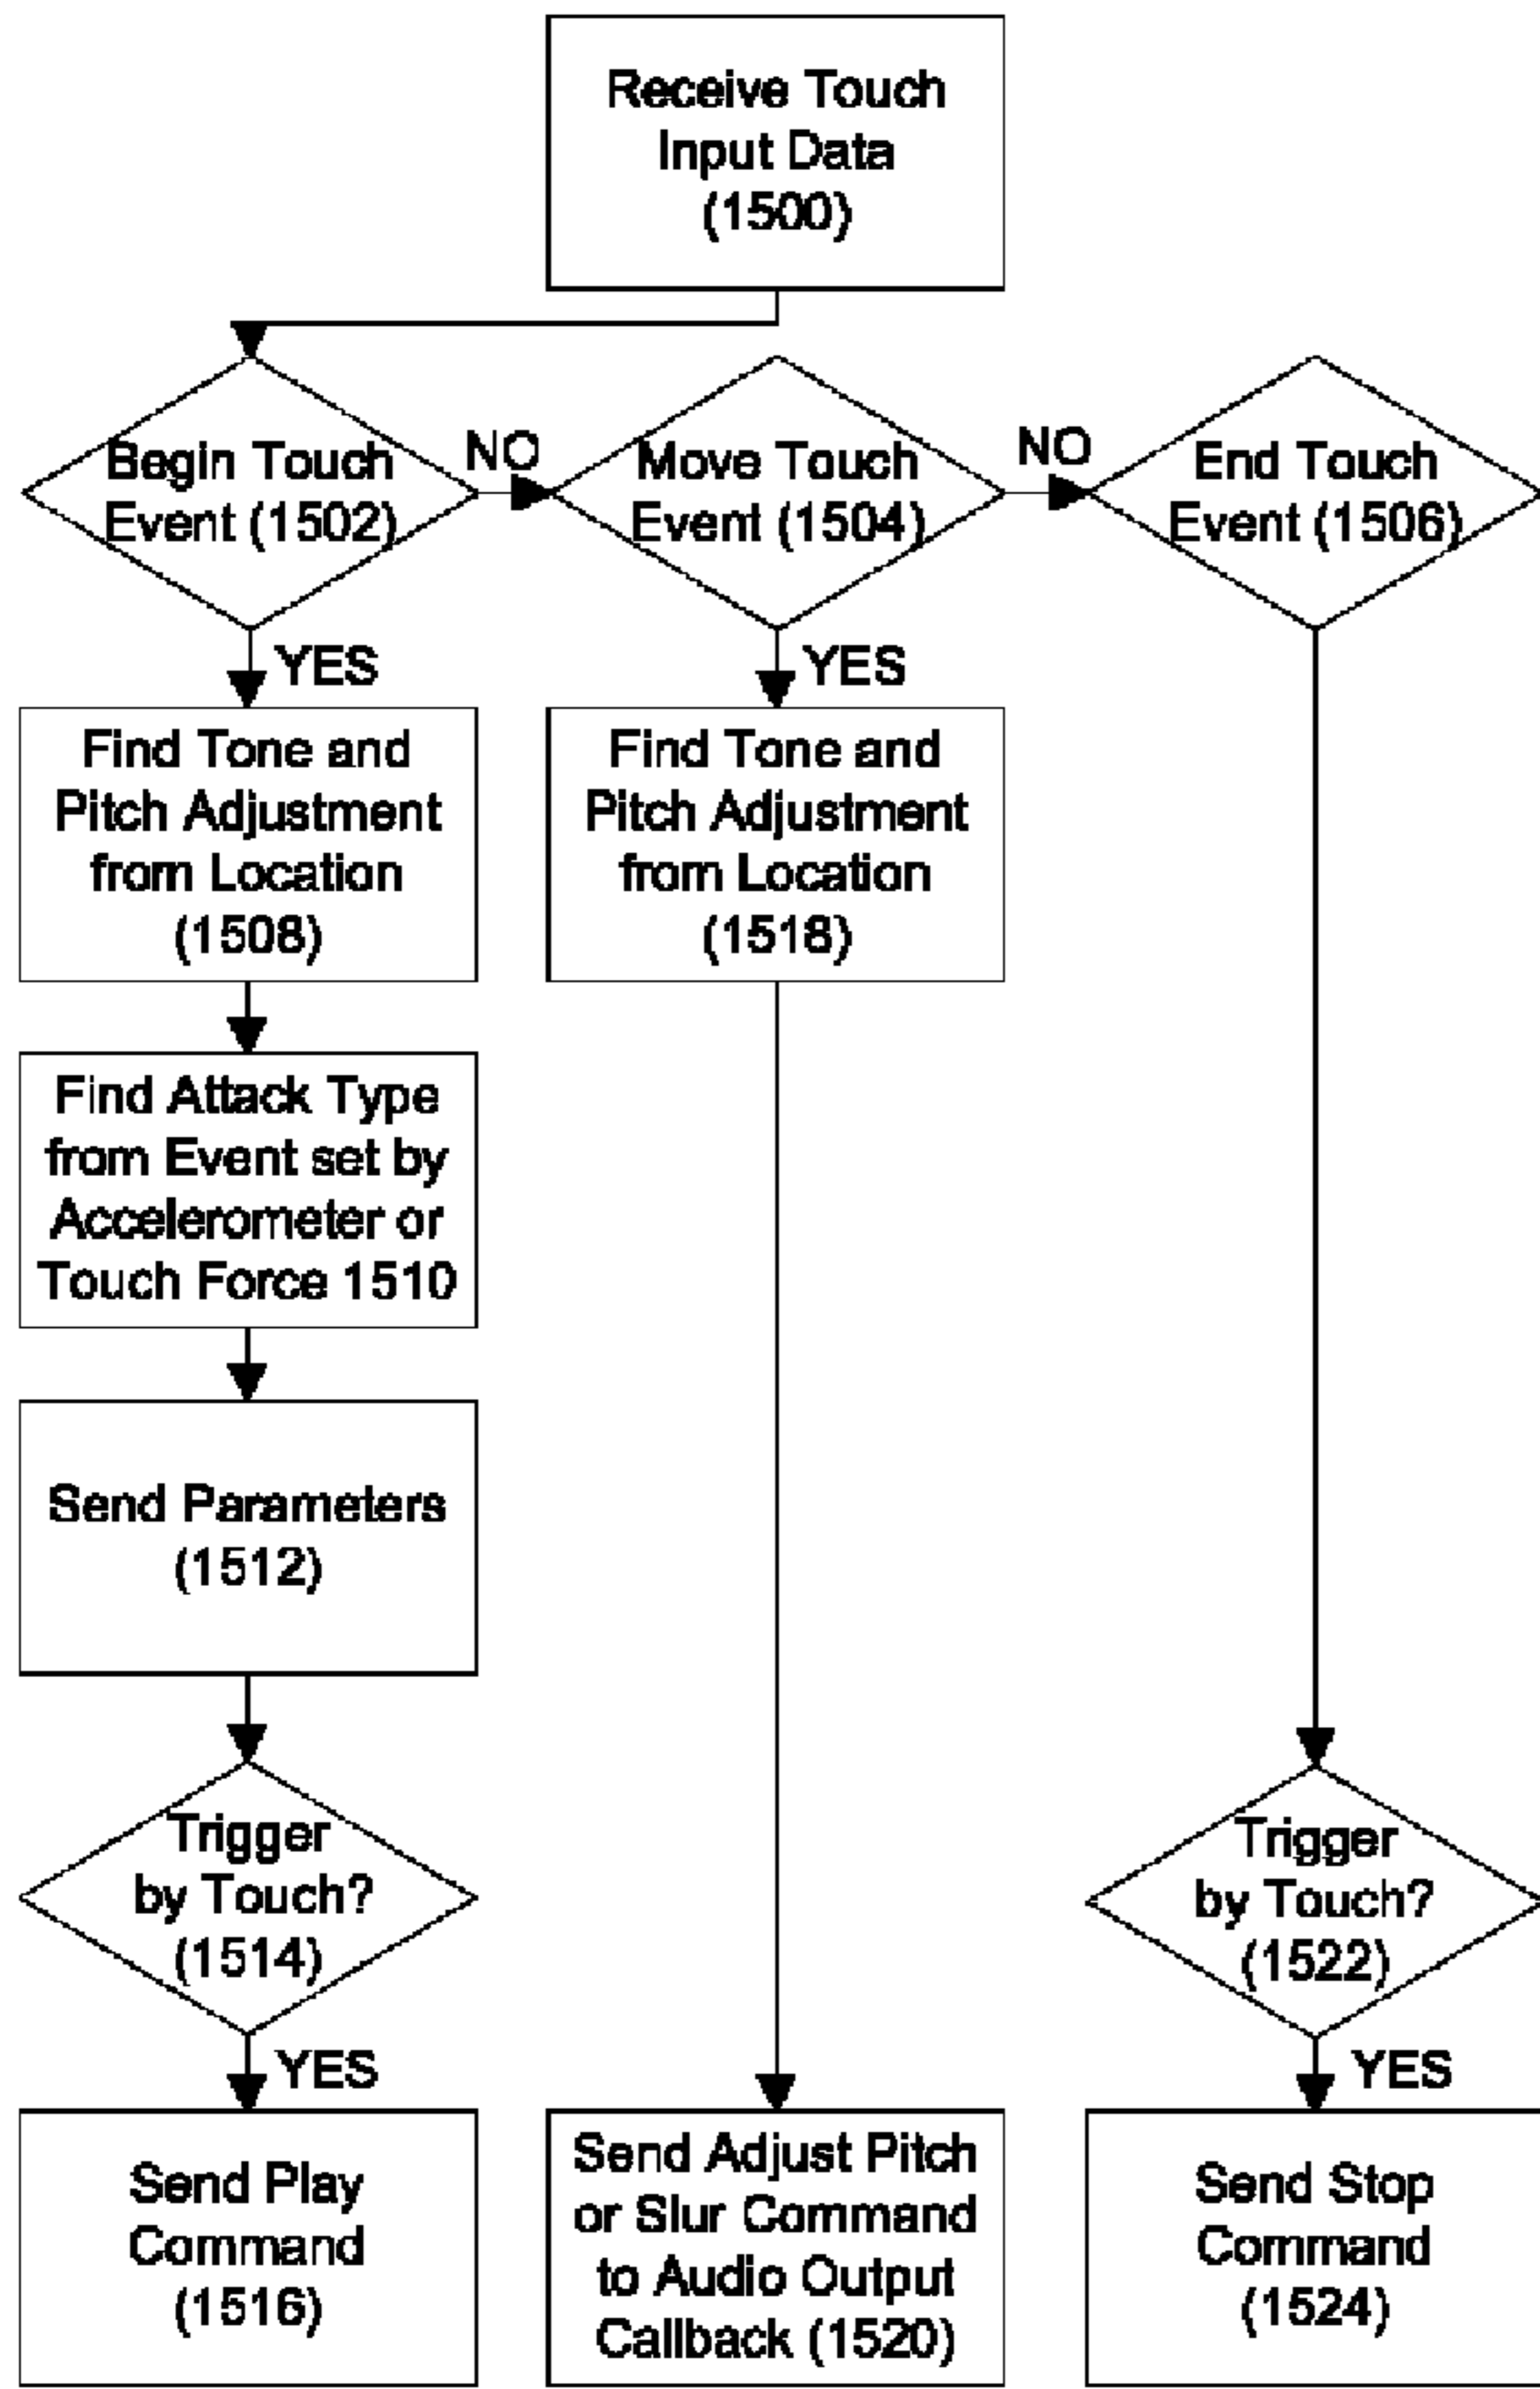 Receive Touch
Input Data
(1500)
Begin Touch
Event (1502)
NO
Move Touch
Event (1504)
NO
End Touch
Event (1506)
YES
YES
Find Tone and
Pitch Adjustment
from Location
(1508)
Find Tone and
Pitch Adjustment
from Location
(1518)
Find Attack Type
from Event set by
Accelerometer or
Touch Force 1510
Send Parameters
(1512)
Trigger
by Touch?
(1514)
Trigger
by Touch?
(1522)
YES
YES
Send Play
Command
(1516)
Send Adjust Pitch
or Slur Command
to Audio Output
Callback (1520)
Send Stop
Command
(1524)